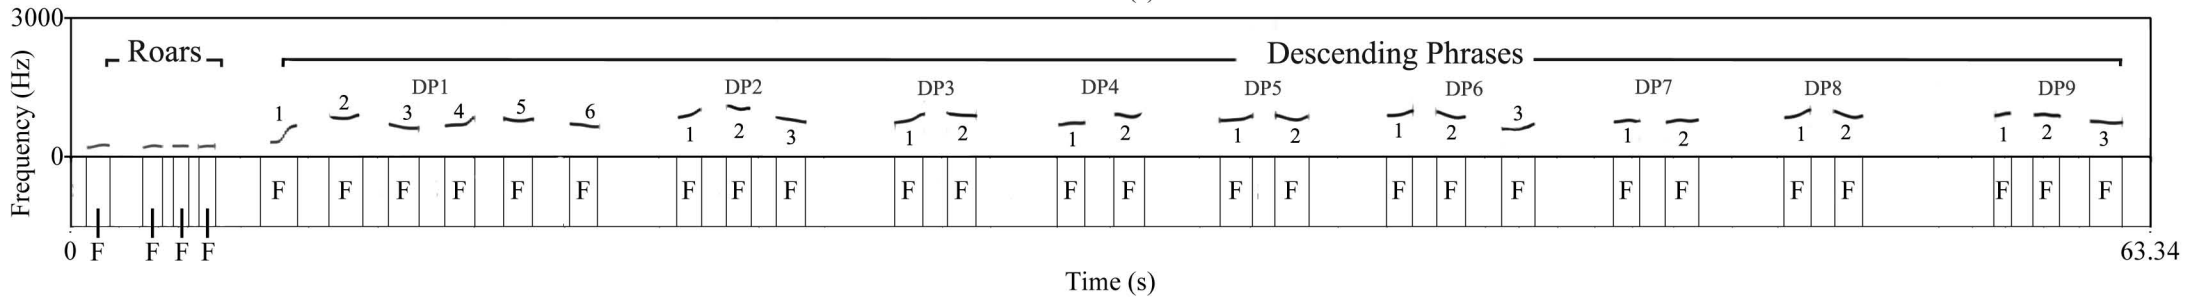 3000
Roars
Descending Phrases
DP1 DP2 DP3 DP4 DP5 DP6 DP7 DP8 DP9
1 2 3 4 5 6 1 2 3 1 2 1 2 1 2 1 2 3 1 2 1 2 1 2 3
Frequency (Hz)
0
F F F F F F F F F F F F F F F F F F F F F F F F F
0 F F F F 63.34
Time (s)